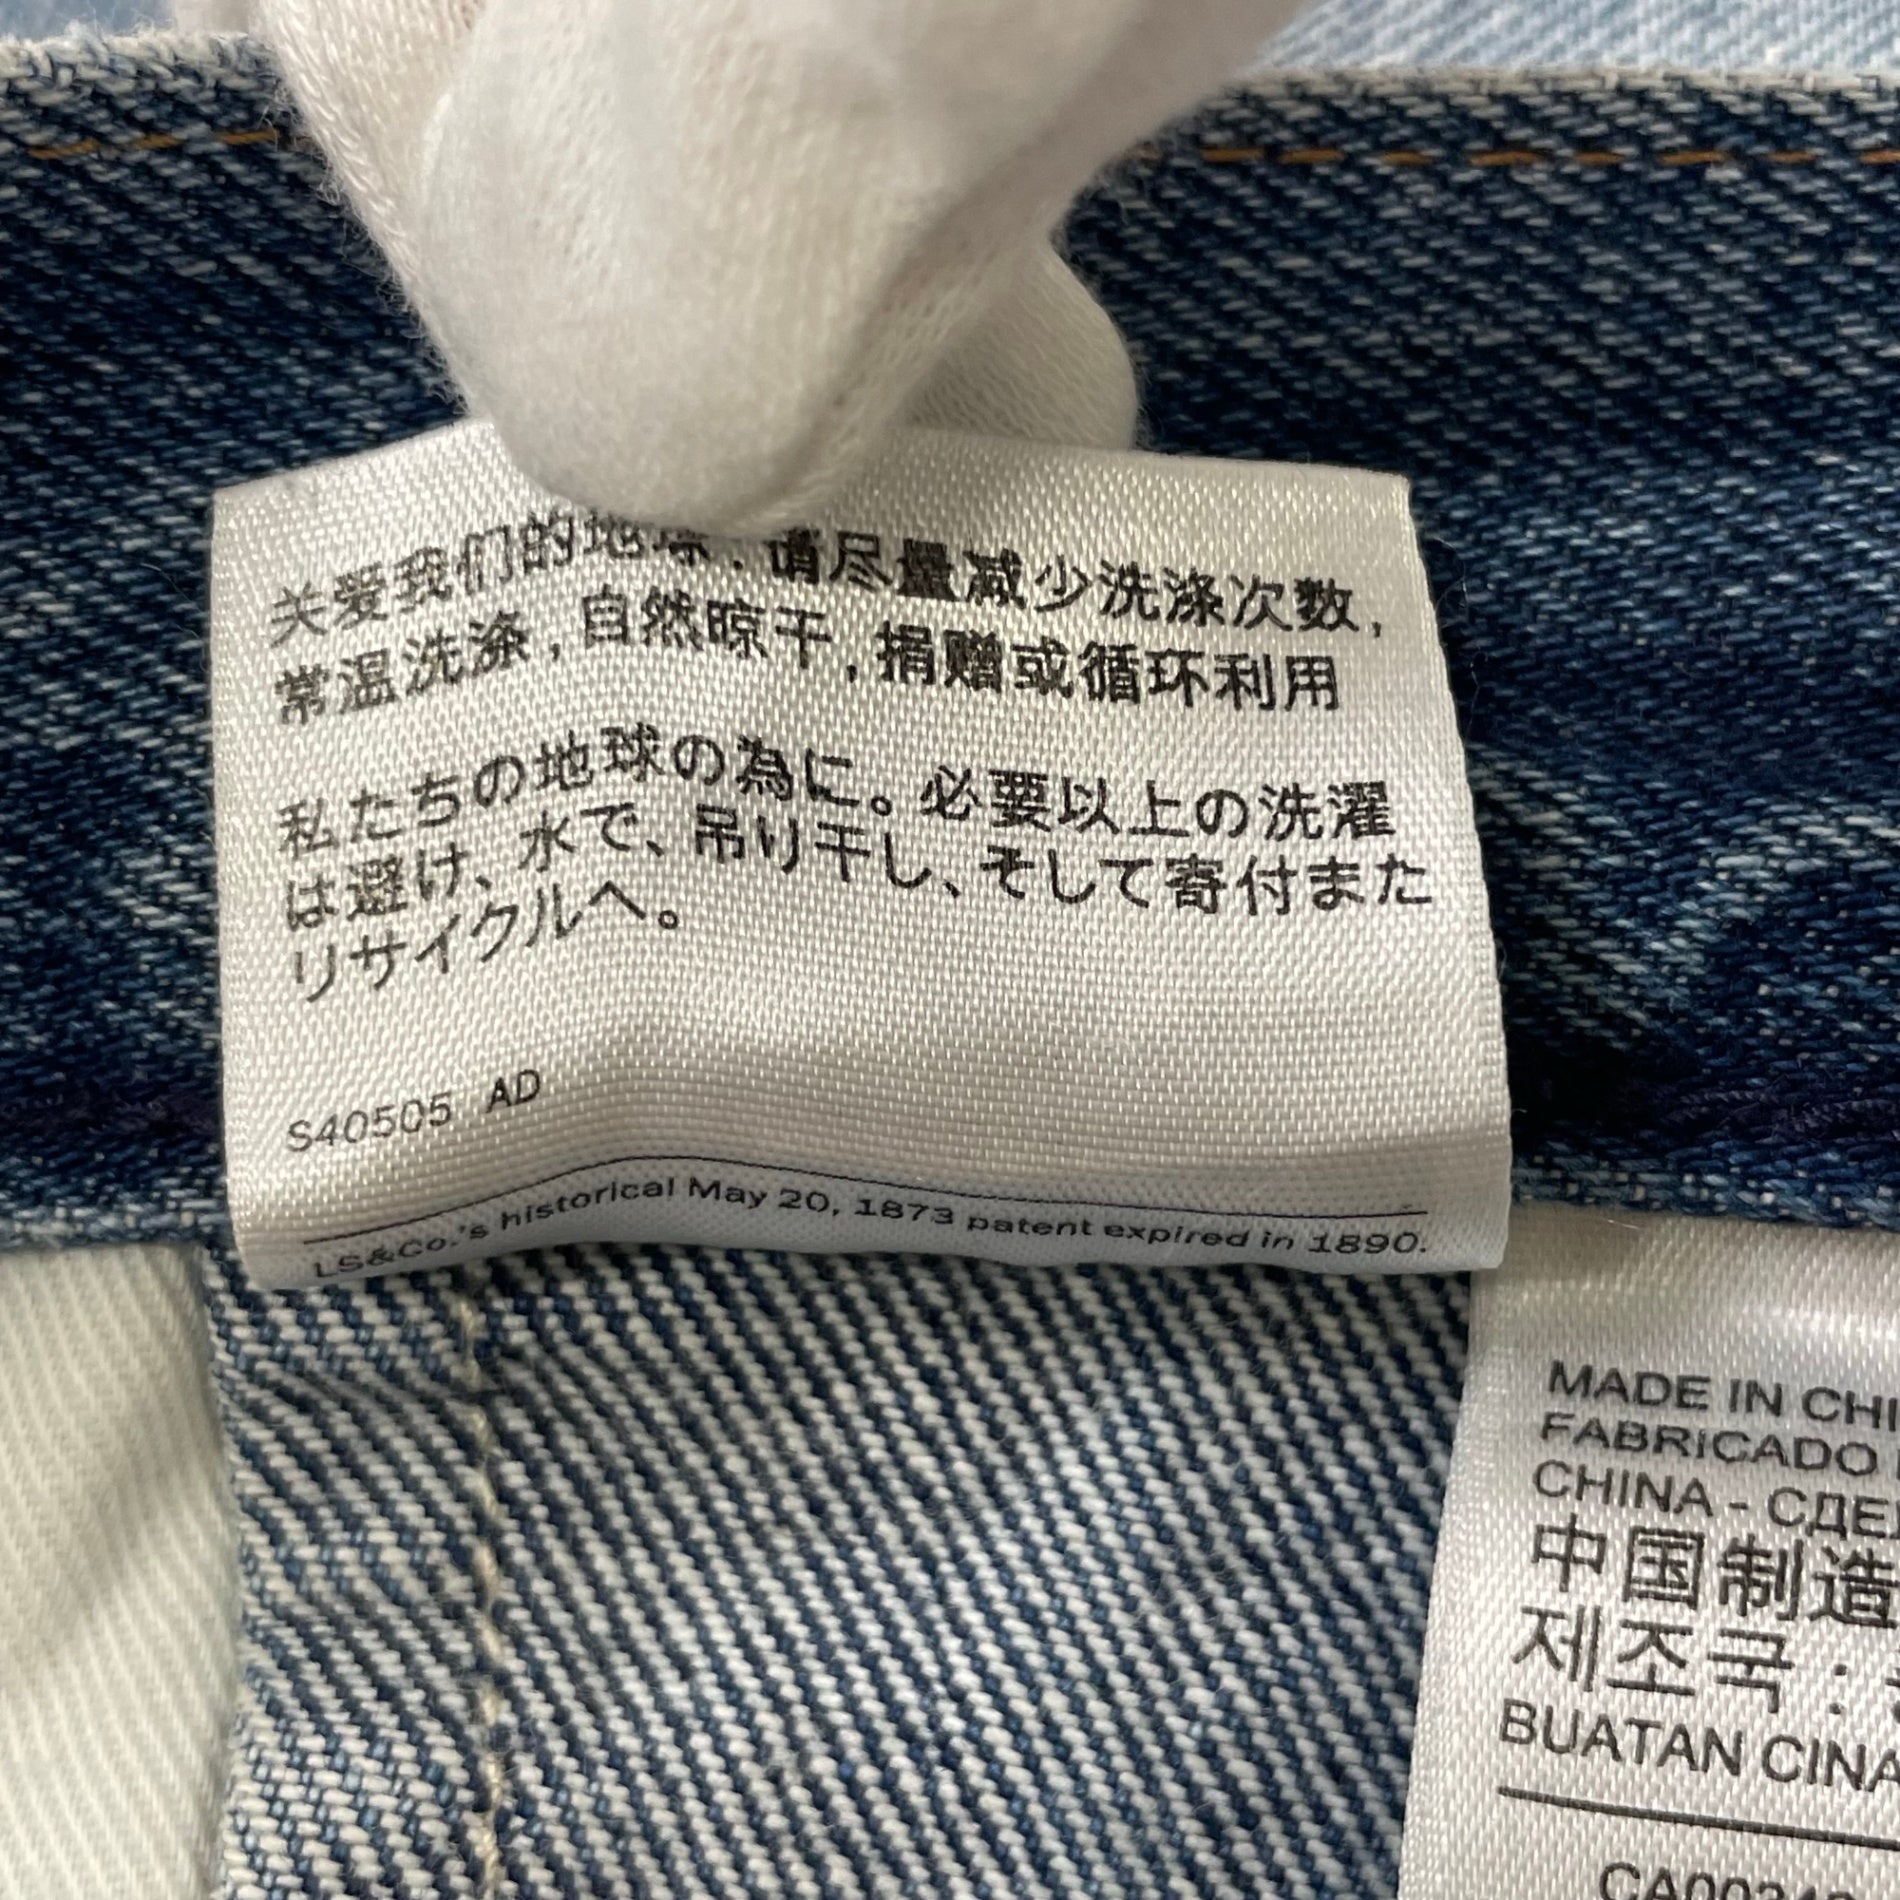 关爱我们的地球. 请尽量减少洗涤次数,
常温洗涤, 自然晾干, 捐赠或循环利用
私たちの地球の為に。必要以上の洗濯
は避け、水で、吊り干し、そして寄付また
リサイクルへ。
S40505 AD
LS&Co.'s historical May 20, 1873 patent expired in 1890.
MADE IN CHI
FABRICADO
CHINA - СДЕ
中国制造
제조국 :
BUATAN CINA